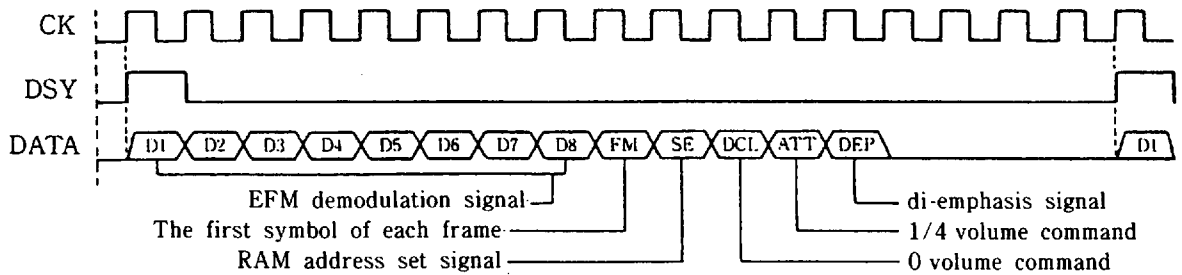 CK
DSY
DATA D1 D2 D3 D4 D5 D6 D7 D8 FM SE DCL ATT DEP D1
EFM demodulation signal di-emphasis signal
The first symbol of each frame 1/4 volume command
RAM address set signal 0 volume command